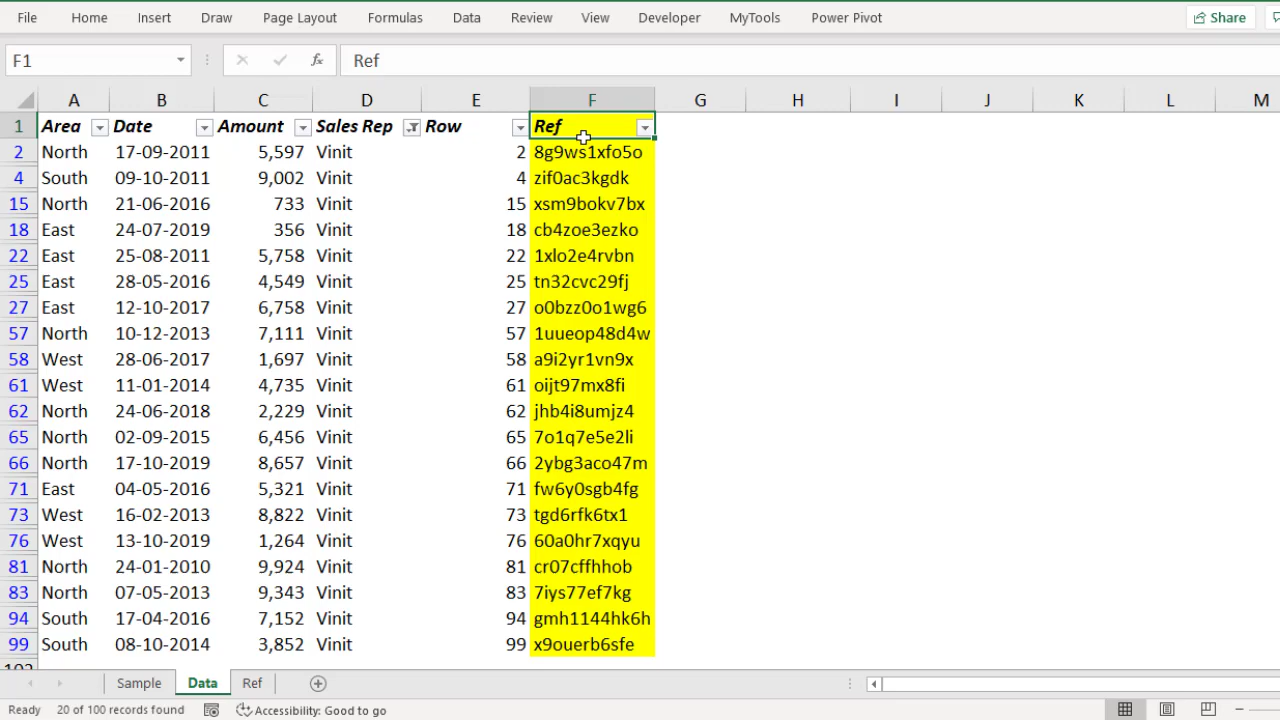 File Home Insert Draw Page Layout Formulas Data Review View Developer MyTools Power Pivot Share
F1 fx Ref
A B C D E F G H I J K L M
1 Area Date Amount Sales Rep Row Ref
2 North 17-09-2011 5,597 Vinit 2 8g9ws1xfo5o
4 South 09-10-2011 9,002 Vinit 4 zif0ac3kgdk
15 North 21-06-2016 733 Vinit 15 xsm9bokv7bx
18 East 24-07-2019 356 Vinit 18 cb4zoe3ezko
22 East 25-08-2011 5,758 Vinit 22 1xlo2e4rvbn
25 East 28-05-2016 4,549 Vinit 25 tn32cvc29fj
27 East 12-10-2017 6,758 Vinit 27 o0bzz0o1wg6
57 North 10-12-2013 7,111 Vinit 57 1uueop48d4w
58 West 28-06-2017 1,697 Vinit 58 a9i2yr1vn9x
61 West 11-01-2014 4,735 Vinit 61 oijt97mx8fi
62 North 24-06-2018 2,229 Vinit 62 jhb4i8umjz4
65 North 02-09-2015 6,456 Vinit 65 7o1q7e5e2li
66 North 17-10-2019 8,657 Vinit 66 2ybg3aco47m
71 East 04-05-2016 5,321 Vinit 71 fw6y0sgb4fg
73 West 16-02-2013 8,822 Vinit 73 tgd6rfk6tx1
76 West 13-10-2019 1,264 Vinit 76 60a0hr7xqyu
81 North 24-01-2010 9,924 Vinit 81 cr07cffhhob
83 North 07-05-2013 9,343 Vinit 83 7iys77ef7kg
94 South 17-04-2016 7,152 Vinit 94 gmh1144hk6h
99 South 08-10-2014 3,852 Vinit 99 x9ouerb6sfe
Sample Data Ref
Ready 20 of 100 records found Accessibility: Good to go